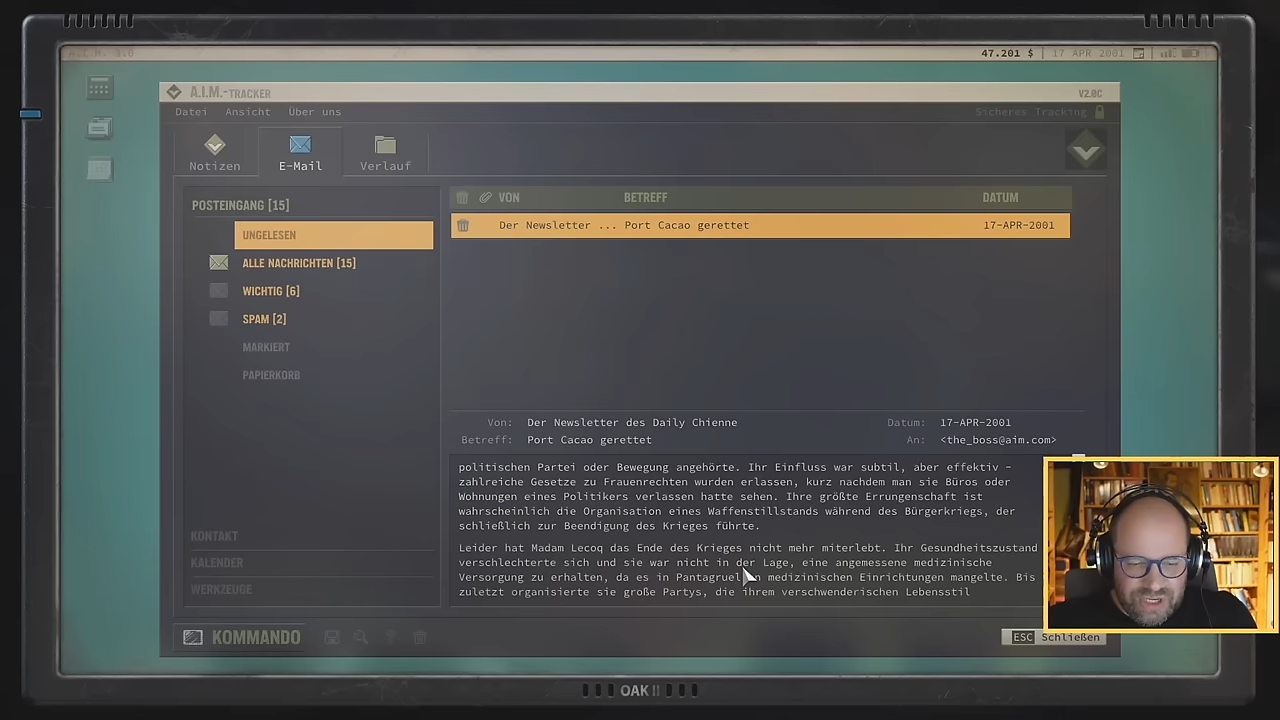 A.I.M. 3.0
47.201 $ | 17 APR 2001
A.I.M.-TRACKER
V2.0C
Datei Ansicht Über uns
Sicheres Tracking
Notizen E-Mail Verlauf
POSTEINGANG [15]
UNGELESEN
ALLE NACHRICHTEN [15]
WICHTIG [6]
SPAM [2]
MARKIERT
PAPIERKORB
KONTAKT
KALENDER
WERKZEUGE
VON BETREFF DATUM
Der Newsletter ... Port Cacao gerettet 17-APR-2001
Von: Der Newsletter des Daily Chienne Datum: 17-APR-2001
Betreff: Port Cacao gerettet An: <the_boss@aim.com>
politischen Partei oder Bewegung angehörte. Ihr Einfluss war subtil, aber effektiv –
zahlreiche Gesetze zu Frauenrechten wurden erlassen, kurz nachdem man sie Büros oder
Wohnungen eines Politikers verlassen hatte sehen. Ihre größte Errungenschaft ist
wahrscheinlich die Organisation eines Waffenstillstands während des Bürgerkriegs, der
schließlich zur Beendigung des Krieges führte.
Leider hat Madam Lecoq das Ende des Krieges nicht mehr miterlebt. Ihr Gesundheitszustand
verschlechterte sich und sie war nicht in der Lage, eine angemessene medizinische
Versorgung zu erhalten, da es in Pantagruel an medizinischen Einrichtungen mangelte. Bis
zuletzt organisierte sie große Partys, die ihrem verschwenderischen Lebensstil
KOMMANDO
ESC Schließen
OAK II